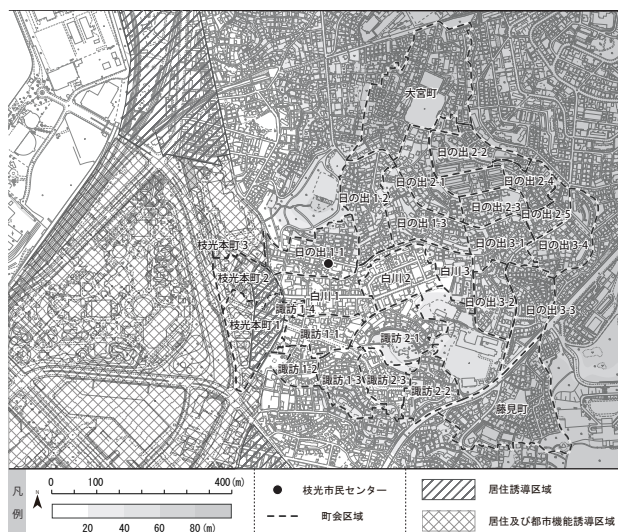 大宮町
日の出 2-2
日の出 2-1
日の出 2-4
日の出 1-2
日の出 2-3
日の出 2-5
日の出 1-3
枝光本町 3
日の出 1-1
日の出 3-1
日の出 3-4
枝光本町 2
白川 2
白川 3
白川 1
日の出 3-2
日の出 3-3
諏訪 1-4
枝光本町 1
諏訪 1-1
諏訪 2-1
諏訪 1-2
諏訪 1-3
諏訪 2-3
諏訪 2-2
藤見町
凡例
N
0 100 400 (m)
20 40 60 80 (m)
枝光市民センター
町会区域
居住誘導区域
居住及び都市機能誘導区域